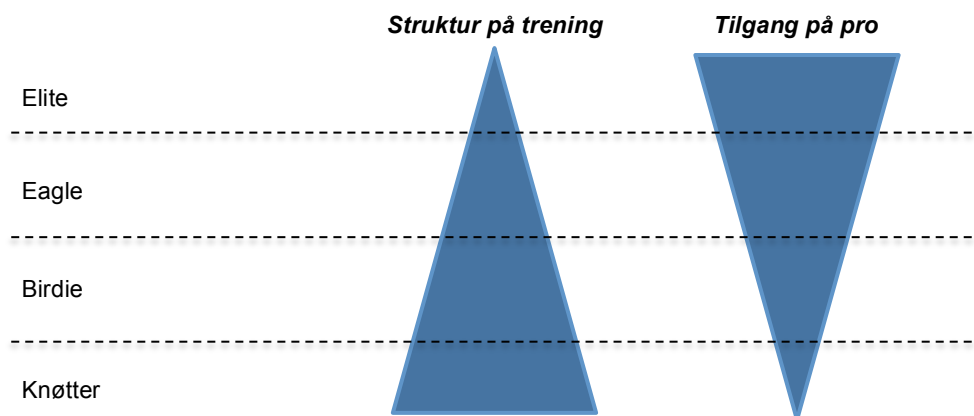 Struktur på trening
Tilgang på pro
Elite
Eagle
Birdie
Knøtter